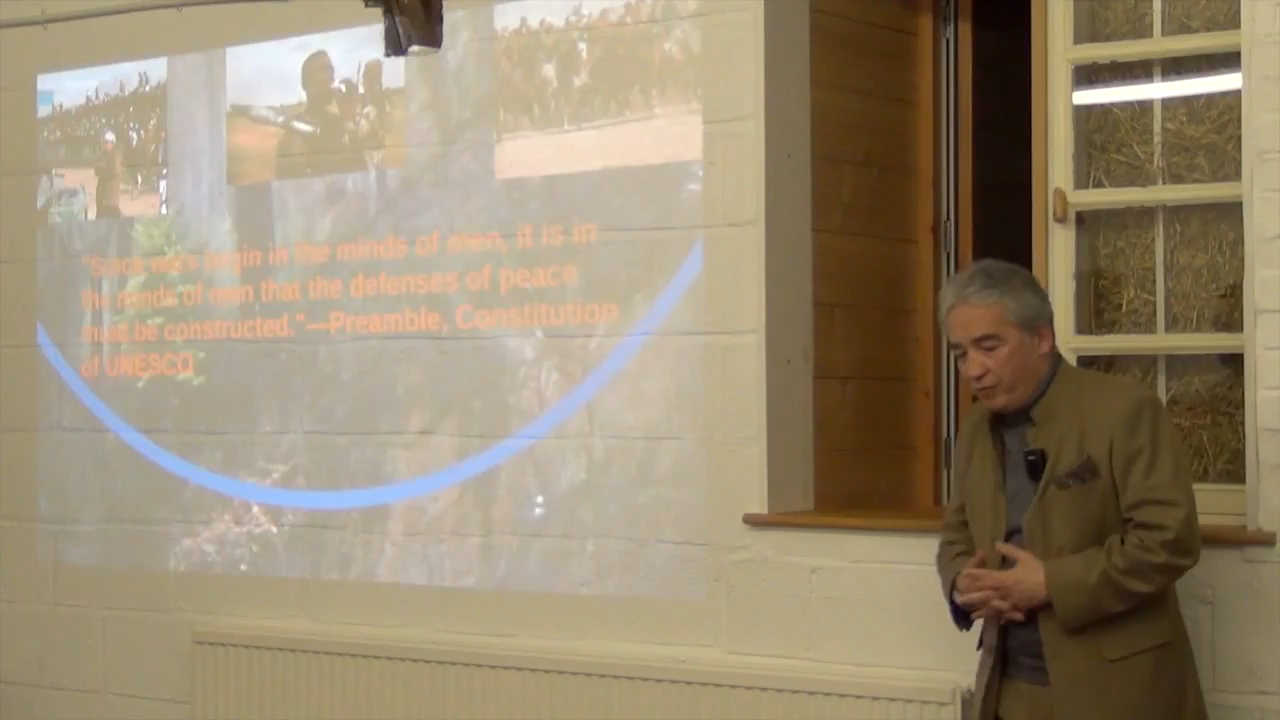 "Since wars begin in the minds of men, it is in
the minds of men that the defenses of peace
must be constructed."—Preamble, Constitution
of UNESCO